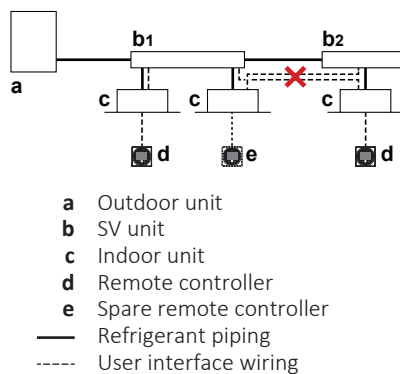 b1
b2
a
c
c
c
d
e
d
a Outdoor unit
b SV unit
c Indoor unit
d Remote controller
e Spare remote controller
Refrigerant piping
User interface wiring